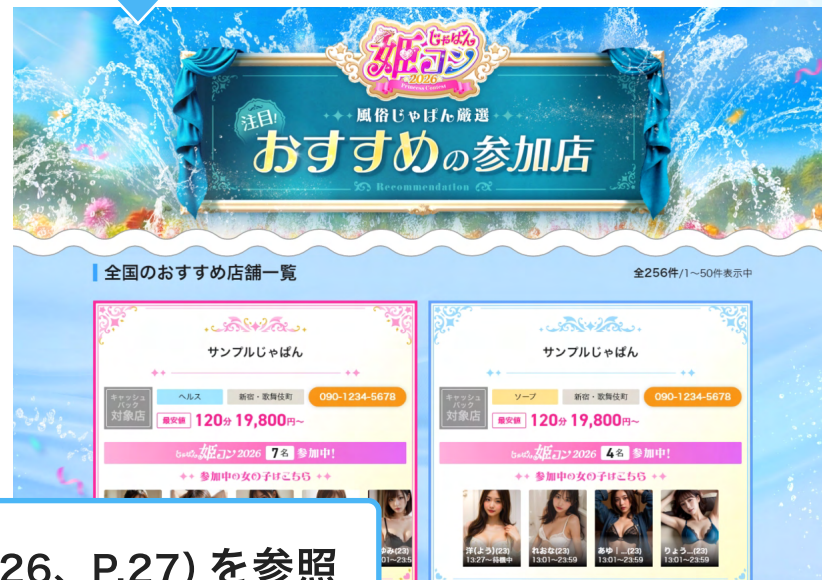 じゃぱん
姫コン
2026
Princess Contest
注目!
風俗じゃぱん厳選
おすすめの参加店
Recommendation
全国のおすすめ店舗一覧
全256件/1〜50件表示中
サンプルじゃぱん
キャッシュ
バック
対象店
ヘルス
新宿・歌舞伎町
090-1234-5678
最安値 120分 19,800円〜
じゃぱん姫コン2026 7名 参加中!
参加中の女の子はこちら
ゆみ(23)
サンプルじゃぱん
キャッシュ
バック
対象店
ソープ
新宿・歌舞伎町
090-1234-5678
最安値 120分 19,800円〜
じゃぱん姫コン2026 4名 参加中!
参加中の女の子はこちら
洋(よう)(23)
13:27〜待機中
れおな(23)
13:01〜23:59
あゆ｜...(23)
13:01〜23:59
りょう...(23)
13:01〜23:59
26、P.27) を参照